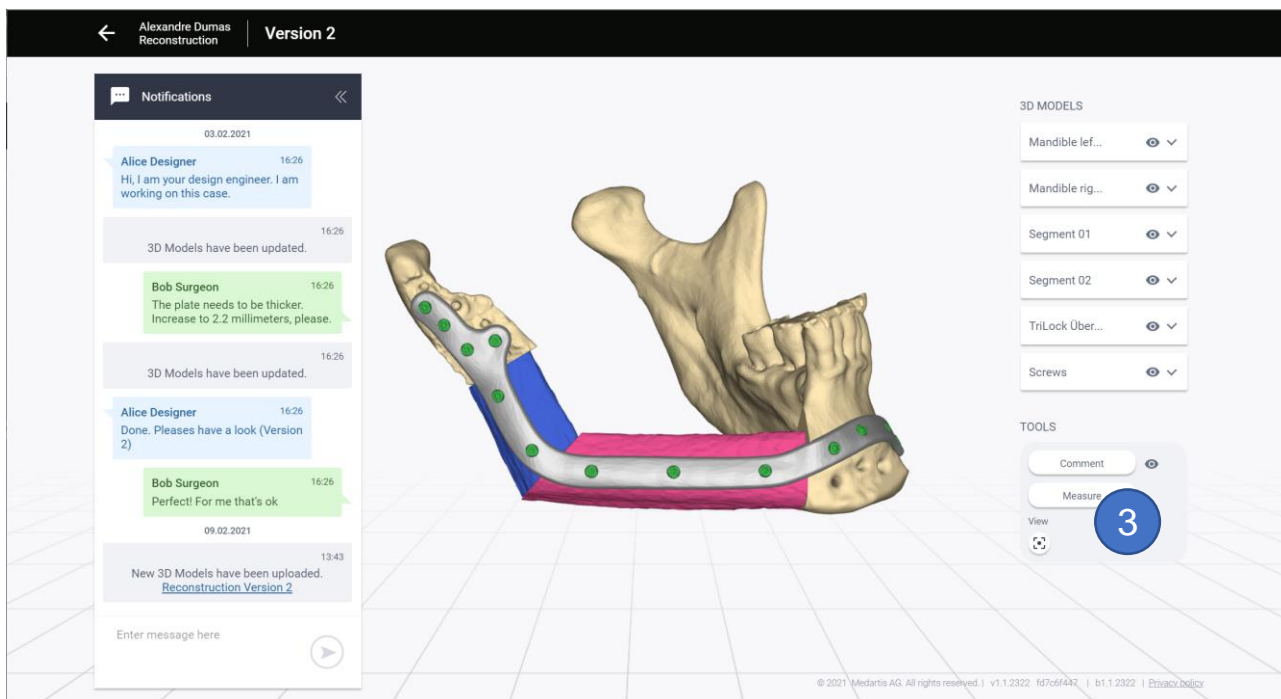 Alexandre Dumas
Reconstruction
Version 2
Notifications
03.02.2021
Alice Designer 16:26
Hi, I am your design engineer. I am
working on this case.
16:26
3D Models have been updated.
Bob Surgeon 16:26
The plate needs to be thicker.
Increase to 2.2 millimeters, please.
16:26
3D Models have been updated.
Alice Designer 16:26
Done. Pleases have a look (Version
2)
Bob Surgeon 16:26
Perfect! For me that's ok
09.02.2021
13:43
New 3D Models have been uploaded.
Reconstruction Version 2
Enter message here
3D MODELS
Mandible lef...
Mandible rig...
Segment 01
Segment 02
TriLock Über...
Screws
TOOLS
Comment
Measure
View
3
© 2021 Medartis AG. All rights reserved. | v1.1.2322 fd7c6f447 | b1.1.2322 | Privacy policy